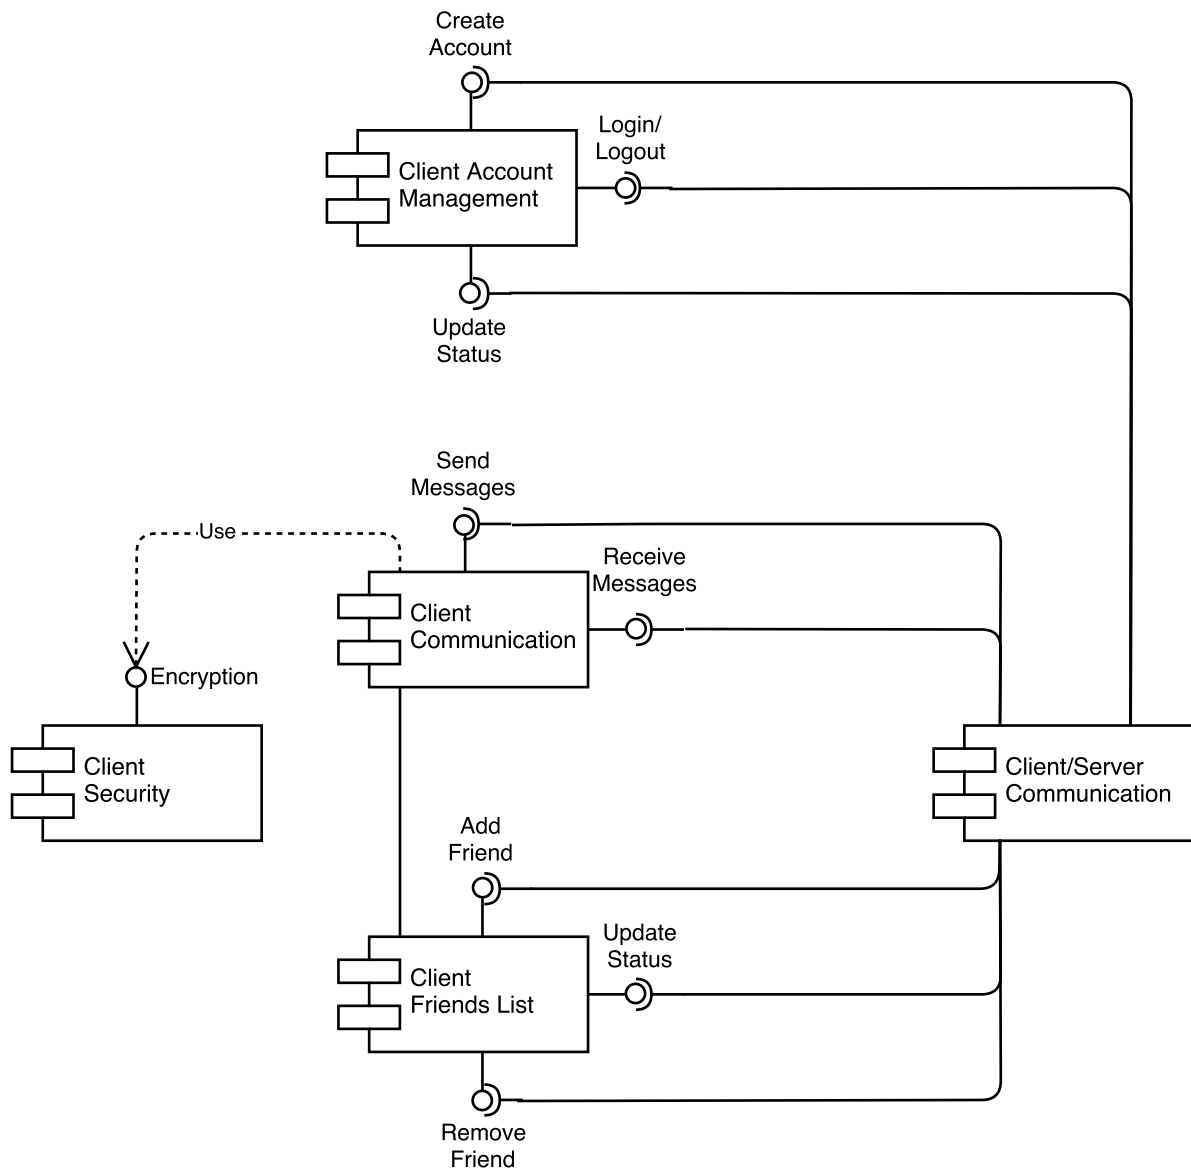 Create
Account
Login/
Logout
Client Account
Management
Update
Status
Send
Messages
Use
Receive
Messages
Client
Communication
Encryption
Client
Security
Client/Server
Communication
Add
Friend
Update
Status
Client
Friends List
Remove
Friend